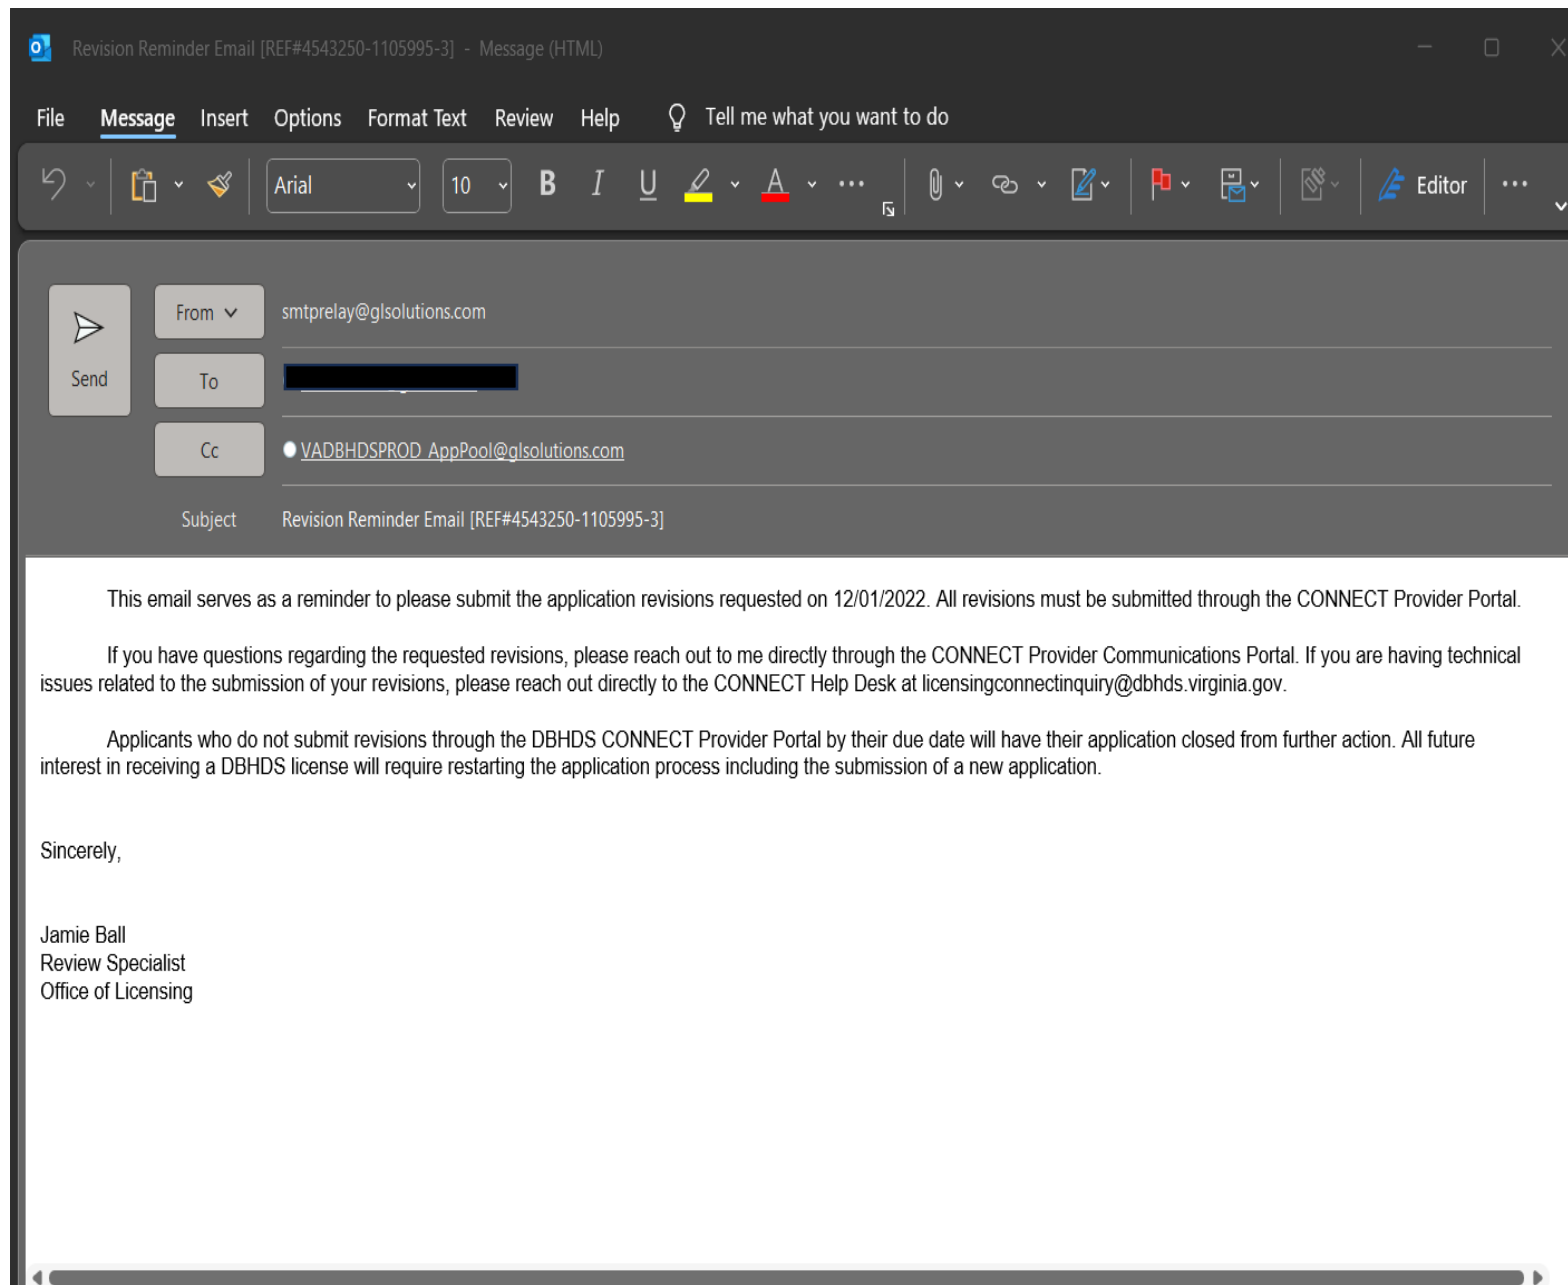 Revision Reminder Email [REF#4543250-1105995-3] - Message (HTML)
File Message Insert Options Format Text Review Help Tell me what you want to do
Arial 10 B I U A Editor
Send
From smtprelay@glsolutions.com
To
Cc VADBHDSPROD_AppPool@glsolutions.com
Subject Revision Reminder Email [REF#4543250-1105995-3]
This email serves as a reminder to please submit the application revisions requested on 12/01/2022. All revisions must be submitted through the CONNECT Provider Portal.
If you have questions regarding the requested revisions, please reach out to me directly through the CONNECT Provider Communications Portal. If you are having technical
issues related to the submission of your revisions, please reach out directly to the CONNECT Help Desk at licensingconnectinquiry@dbhds.virginia.gov.
Applicants who do not submit revisions through the DBHDS CONNECT Provider Portal by their due date will have their application closed from further action. All future
interest in receiving a DBHDS license will require restarting the application process including the submission of a new application.
Sincerely,
Jamie Ball
Review Specialist
Office of Licensing